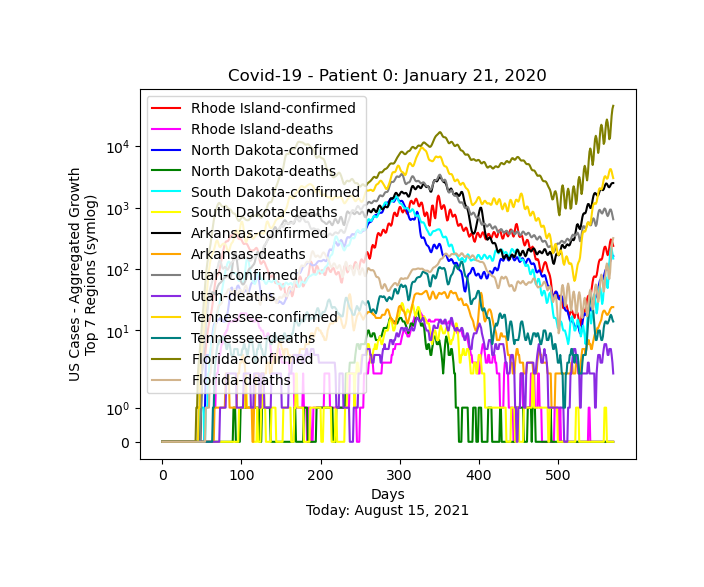 Covid-19 - Patient 0: January 21, 2020
US Cases - Aggregated Growth
Top 7 Regions (symlog)
10^4
10^3
10^2
10^1
10^0
0
Rhode Island-confirmed
Rhode Island-deaths
North Dakota-confirmed
North Dakota-deaths
South Dakota-confirmed
South Dakota-deaths
Arkansas-confirmed
Arkansas-deaths
Utah-confirmed
Utah-deaths
Tennessee-confirmed
Tennessee-deaths
Florida-confirmed
Florida-deaths
0 100 200 300 400 500
Days
Today: August 15, 2021